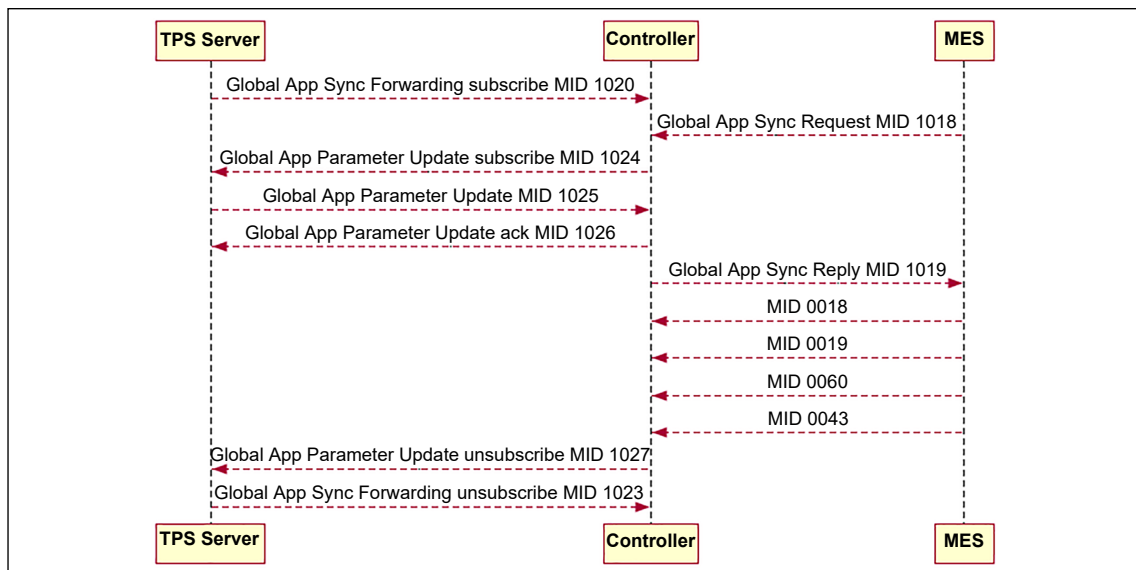 TPS Server
Controller
MES
Global App Sync Forwarding subscribe MID 1020
Global App Sync Request MID 1018
Global App Parameter Update subscribe MID 1024
Global App Parameter Update MID 1025
Global App Parameter Update ack MID 1026
Global App Sync Reply MID 1019
MID 0018
MID 0019
MID 0060
MID 0043
Global App Parameter Update unsubscribe MID 1027
Global App Sync Forwarding unsubscribe MID 1023
TPS Server
Controller
MES